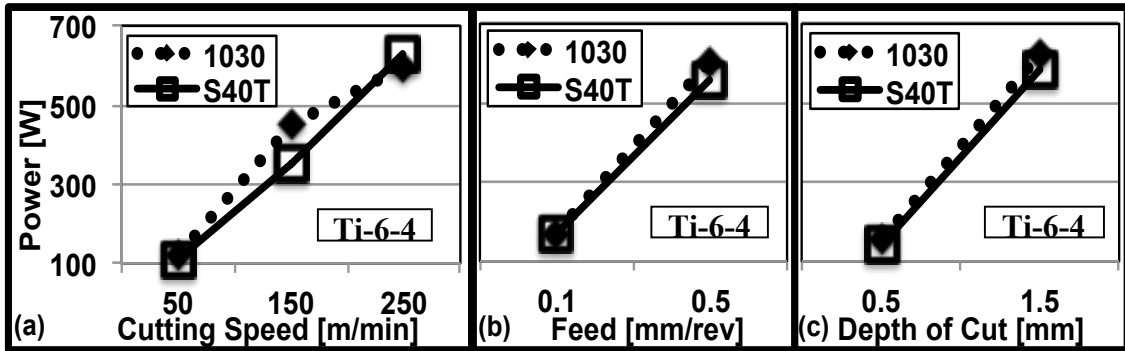 700
500
300
100
Power [W]
1030
S40T
Ti-6-4
50 150 250
(a) Cutting Speed [m/min]
1030
S40T
Ti-6-4
0.1 0.5
(b) Feed [mm/rev]
1030
S40T
Ti-6-4
0.5 1.5
(c) Depth of Cut [mm]